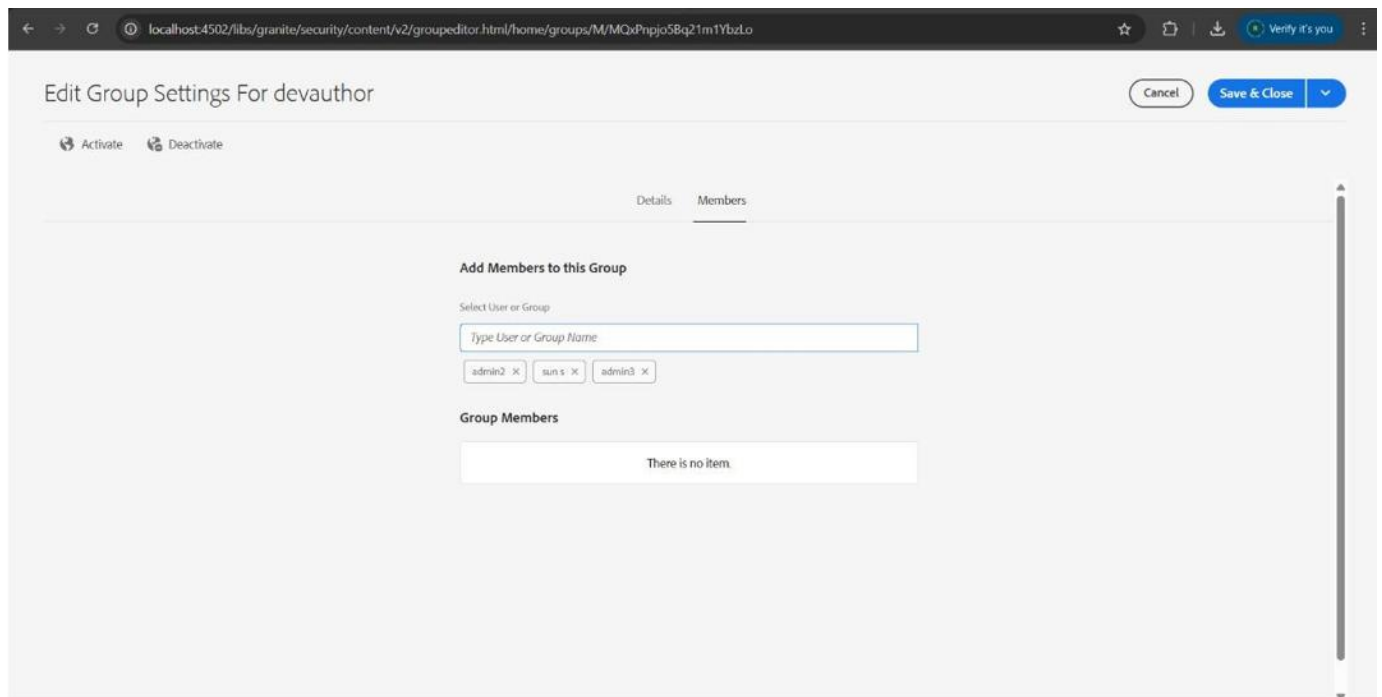 localhost:4502/libs/granite/security/content/v2/groupeditor.html/home/groups/M/MQxPnpjo5Bq21m1YbzLo
Verify it's you
Edit Group Settings For devauthor
Cancel
Save & Close
Activate
Deactivate
Details
Members
Add Members to this Group
Select User or Group
Type User or Group Name
admin2 × sun s × admin3 ×
Group Members
There is no item.